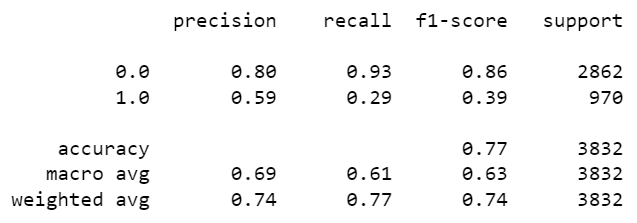 precision recall f1-score support
0.0 0.80 0.93 0.86 2862
1.0 0.59 0.29 0.39 970
accuracy 0.77 3832
macro avg 0.69 0.61 0.63 3832
weighted avg 0.74 0.77 0.74 3832